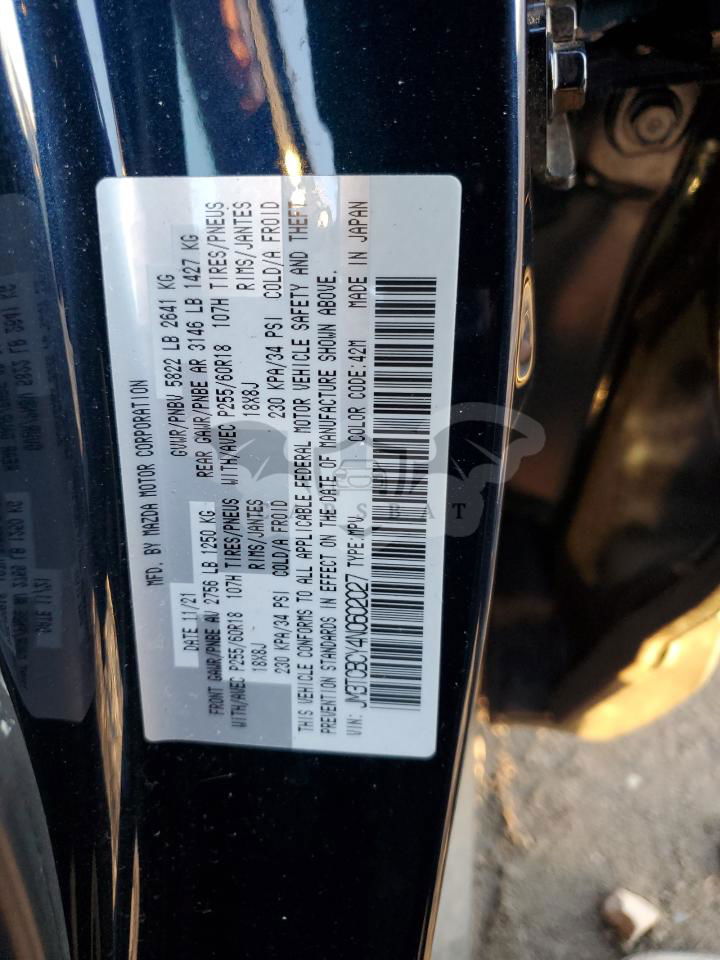 MFD. BY MAZDA MOTOR CORPORATION
DATE 11/21 GVWR/PNBV 5822 LB 2641 KG
FRONT GAWR/PNBE AV 2756 LB 1250 KG REAR GAWR/PNBE AR 3146 LB 1427 KG
WITH/AVEC P255/60R18 107H TIRES/PNEUS WITH/AVEC P255/60R18 107H TIRES/PNEUS
18X8J RIMS/JANTES 18X8J RIMS/JANTES
230 KPA/34 PSI COLD/A FROID 230 KPA/34 PSI COLD/A FROID
THIS VEHICLE CONFORMS TO ALL APPLICABLE FEDERAL MOTOR VEHICLE SAFETY AND THEFT
PREVENTION STANDARDS IN EFFECT ON THE DATE OF MANUFACTURE SHOWN ABOVE.
VIN: JM3TCBCY4N0602027 TYPE:MPV COLOR CODE:42M MADE IN JAPAN